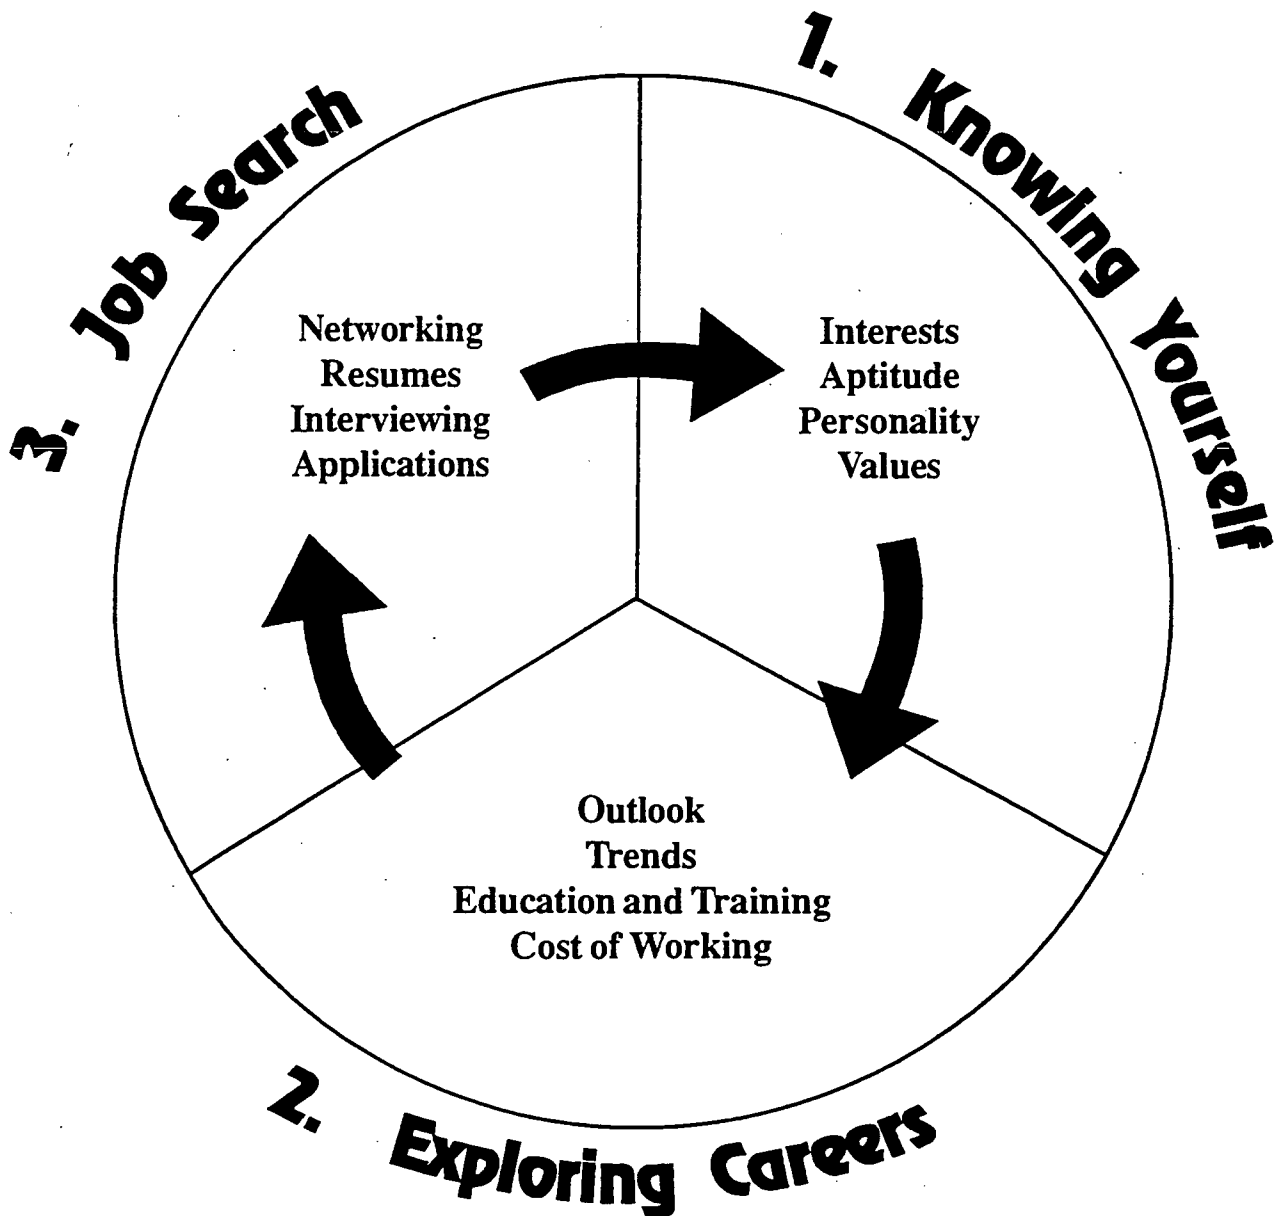 1. Knowing Yourself
Interests
Aptitude
Personality
Values
2. Exploring Careers
Outlook
Trends
Education and Training
Cost of Working
3. Job Search
Networking
Resumes
Interviewing
Applications